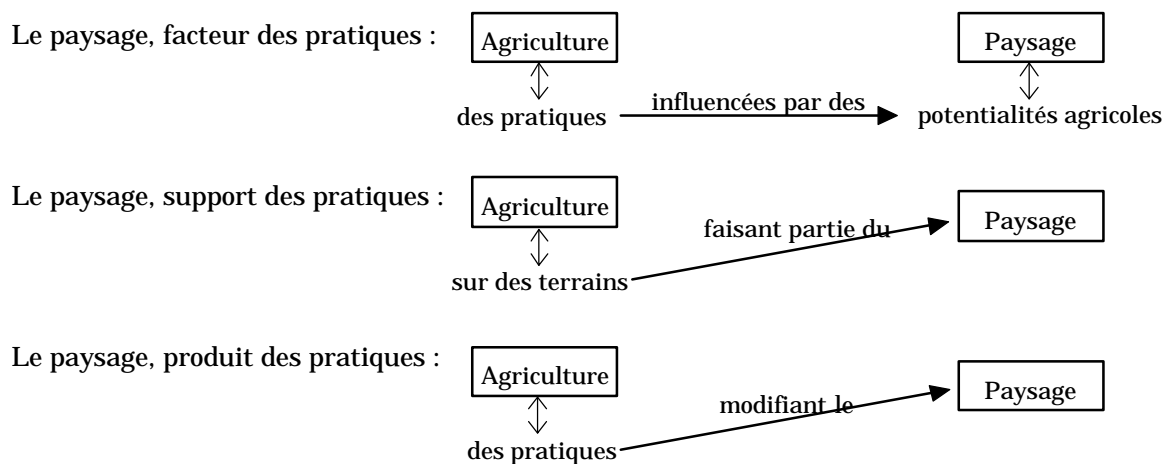 Le paysage, facteur des pratiques :
Agriculture
Paysage
des pratiques
influencées par des
potentialités agricoles
Le paysage, support des pratiques :
Agriculture
Paysage
faisant partie du
sur des terrains
Le paysage, produit des pratiques :
Agriculture
Paysage
modifiant le
des pratiques